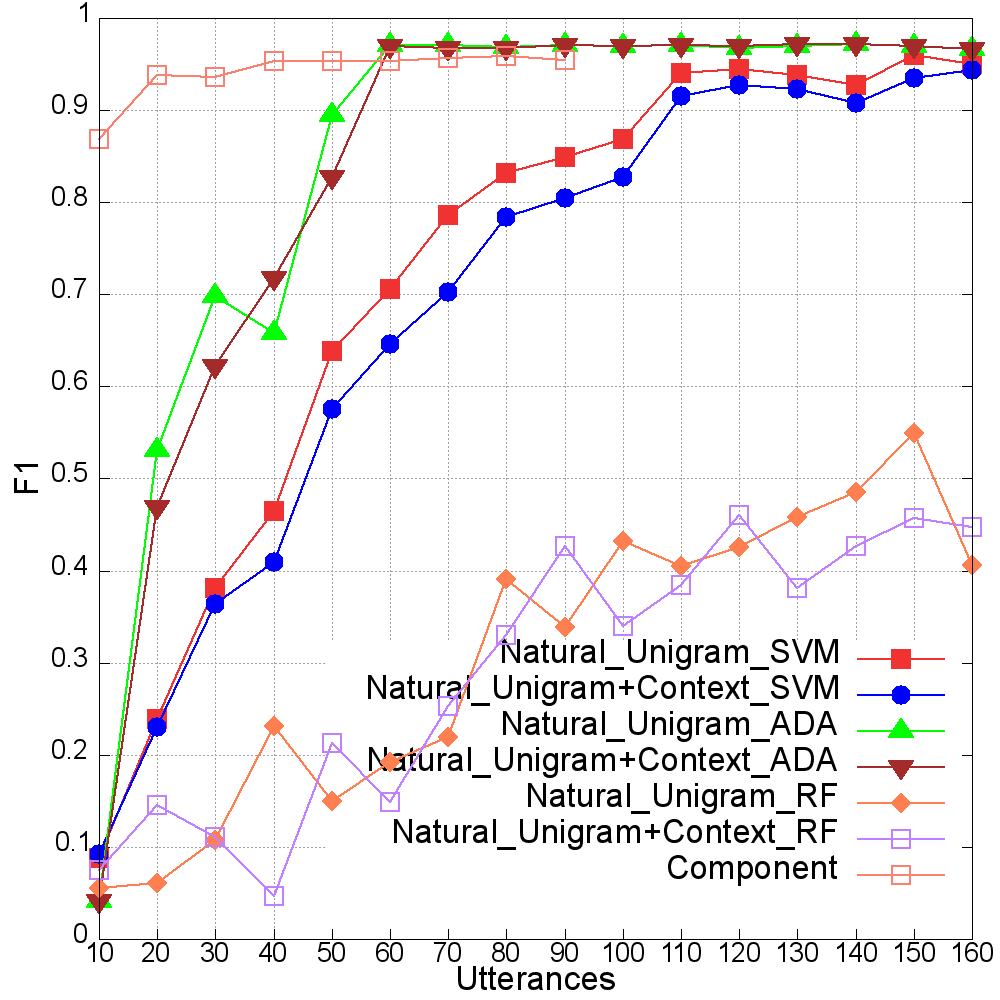 1
0.9
0.8
0.7
0.6
0.5
0.4
0.3
0.2
0.1
0
F1
Natural_Unigram_SVM
Natural_Unigram+Context_SVM
Natural_Unigram_ADA
Natural_Unigram+Context_ADA
Natural_Unigram_RF
Natural_Unigram+Context_RF
Component
10 20 30 40 50 60 70 80 90 100 110 120 130 140 150 160
Utterances